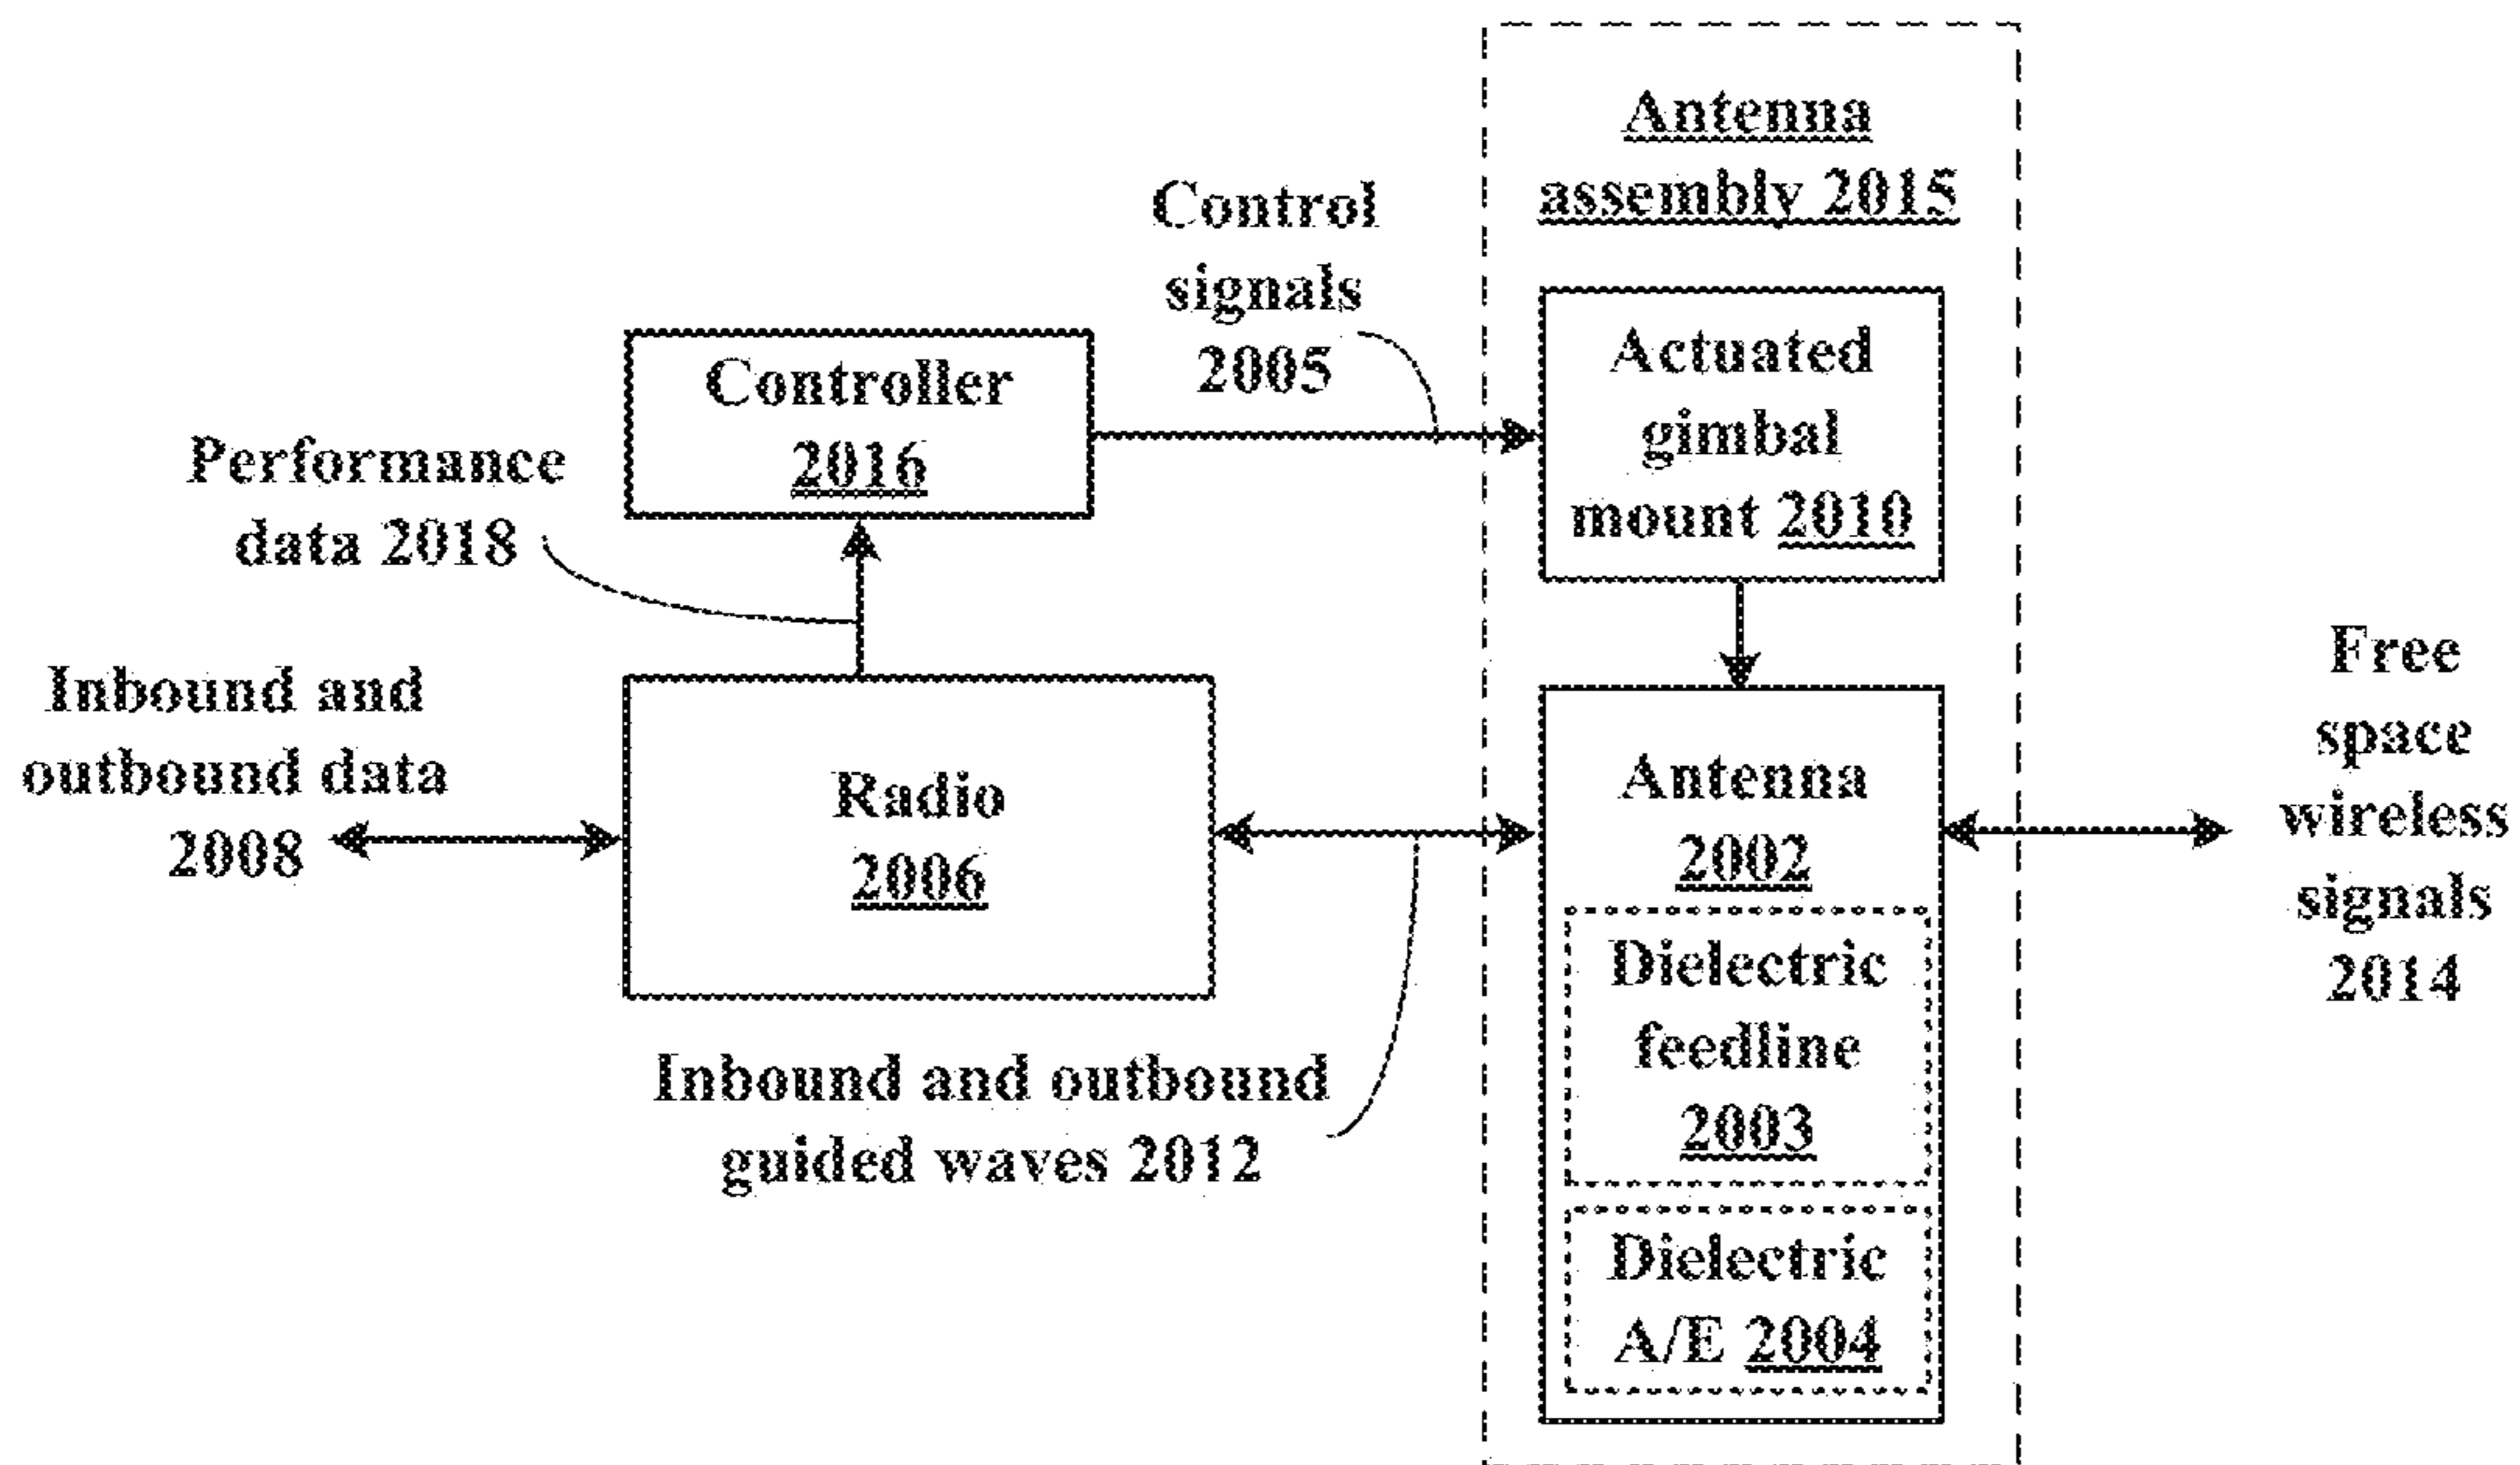 Antenna
assembly 2015
Control
signals
2005
Actuated
gimbal
mount 2010
Controller
2016
Performance
data 2018
Inbound and
outbound data
2008
Radio
2006
Antenna
2002
Dielectric
feedline
2003
Dielectric
A/E 2004
Free
space
wireless
signals
2014
Inbound and outbound
guided waves 2012